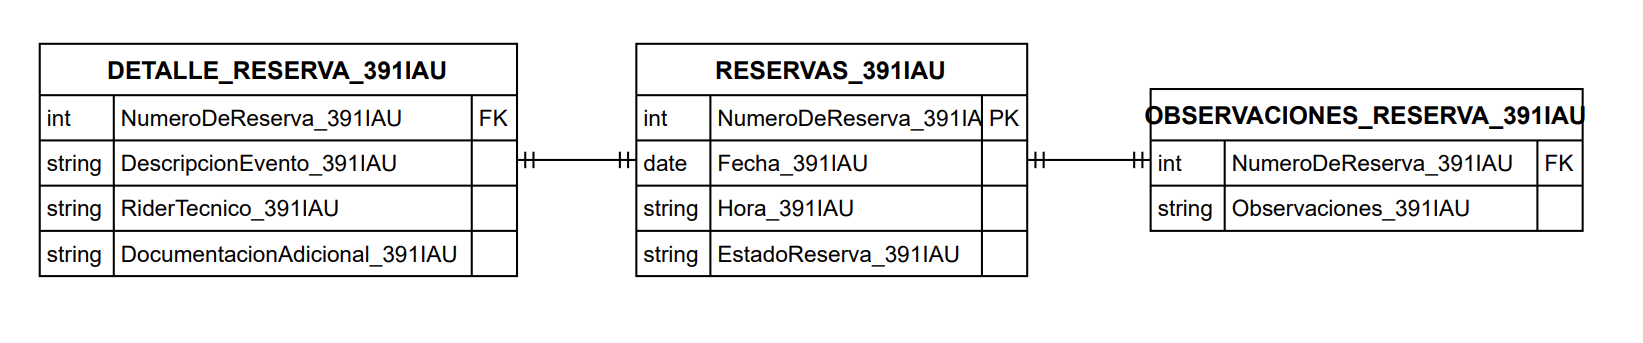 DETALLE_RESERVA_391IAU
int NumeroDeReserva_391IAU FK
string DescripcionEvento_391IAU
string RiderTecnico_391IAU
string DocumentacionAdicional_391IAU
RESERVAS_391IAU
int NumeroDeReserva_391IA PK
date Fecha_391IAU
string Hora_391IAU
string EstadoReserva_391IAU
OBSERVACIONES_RESERVA_391IAU
int NumeroDeReserva_391IAU FK
string Observaciones_391IAU